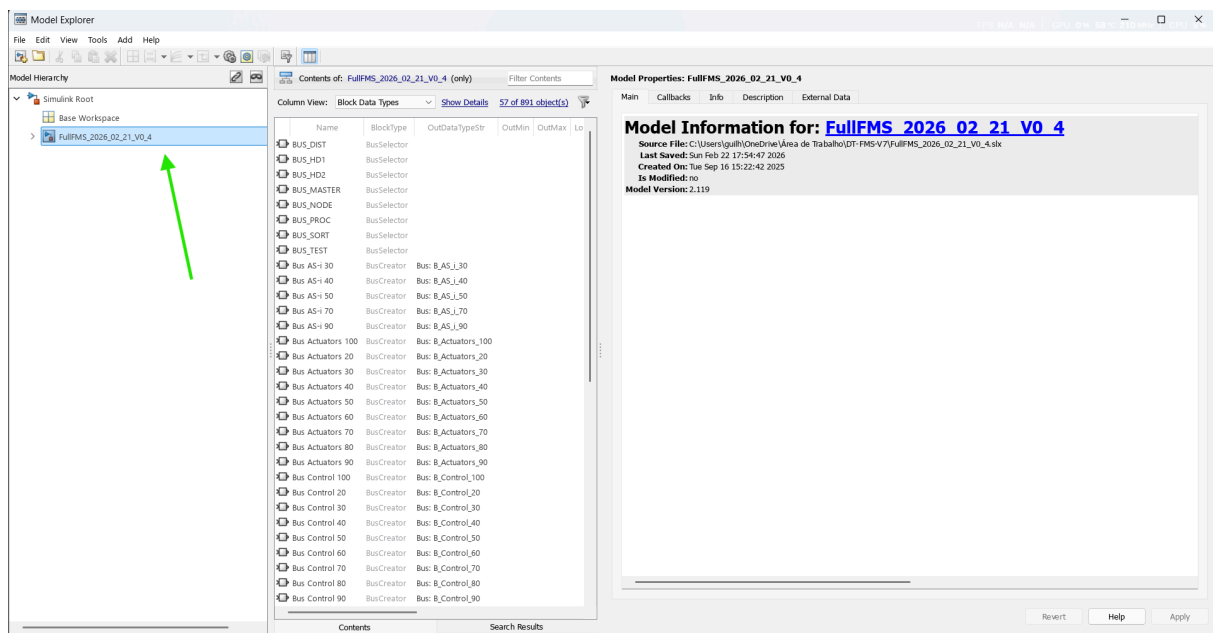 Model Explorer
File Edit View Tools Add Help
Model Hierarchy
Simulink Root
Base Workspace
FullFMS_2026_02_21_V0_4
Contents of: FullFMS_2026_02_21_V0_4 (only) Filter Contents
Column View: Block Data Types Show Details 57 of 891 object(s)
Name BlockType OutDataTypeStr OutMin OutMax Lo
BUS_DIST BusSelector
BUS_HD1 BusSelector
BUS_HD2 BusSelector
BUS_MASTER BusSelector
BUS_NODE BusSelector
BUS_PROC BusSelector
BUS_SORT BusSelector
BUS_TEST BusSelector
Bus AS-i 30 BusCreator Bus: B_AS_i_30
Bus AS-i 40 BusCreator Bus: B_AS_i_40
Bus AS-i 50 BusCreator Bus: B_AS_i_50
Bus AS-i 70 BusCreator Bus: B_AS_i_70
Bus AS-i 90 BusCreator Bus: B_AS_i_90
Bus Actuators 100 BusCreator Bus: B_Actuators_100
Bus Actuators 20 BusCreator Bus: B_Actuators_20
Bus Actuators 30 BusCreator Bus: B_Actuators_30
Bus Actuators 40 BusCreator Bus: B_Actuators_40
Bus Actuators 50 BusCreator Bus: B_Actuators_50
Bus Actuators 60 BusCreator Bus: B_Actuators_60
Bus Actuators 70 BusCreator Bus: B_Actuators_70
Bus Actuators 80 BusCreator Bus: B_Actuators_80
Bus Actuators 90 BusCreator Bus: B_Actuators_90
Bus Control 100 BusCreator Bus: B_Control_100
Bus Control 20 BusCreator Bus: B_Control_20
Bus Control 30 BusCreator Bus: B_Control_30
Bus Control 40 BusCreator Bus: B_Control_40
Bus Control 50 BusCreator Bus: B_Control_50
Bus Control 60 BusCreator Bus: B_Control_60
Bus Control 70 BusCreator Bus: B_Control_70
Bus Control 80 BusCreator Bus: B_Control_80
Bus Control 90 BusCreator Bus: B_Control_90
Contents Search Results
Model Properties: FullFMS_2026_02_21_V0_4
Main Callbacks Info Description External Data
Model Information for: FullFMS_2026_02_21_V0_4
Source File: C:\Users\guilh\OneDrive\Área de Trabalho\DT-FMS-V7\FullFMS_2026_02_21_V0_4.slx
Last Saved: Sun Feb 22 17:54:47 2026
Created On: Tue Sep 16 15:22:42 2025
Is Modified: no
Model Version: 2.119
Revert Help Apply